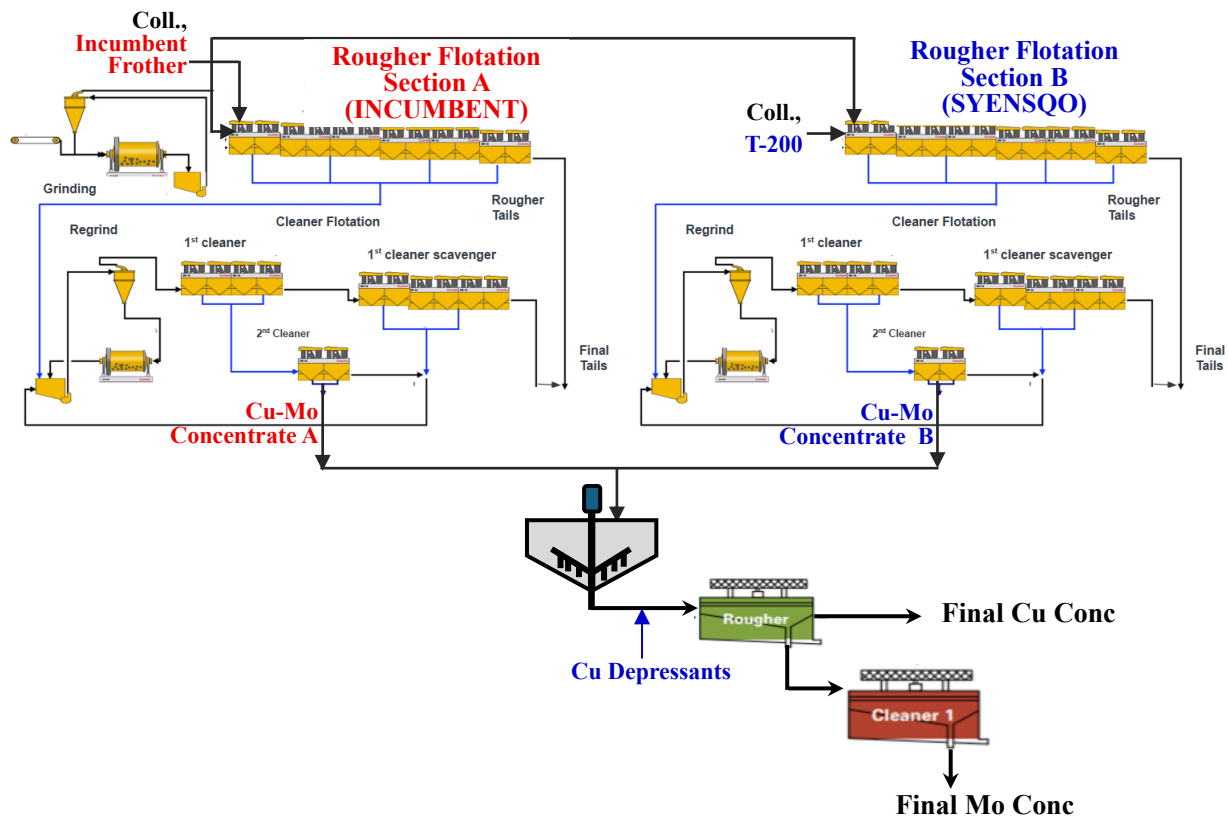 Coll.,
Incumbent
Frother
Rougher Flotation
Section A
(INCUMBENT)
Rougher Flotation
Section B
(SYENSQO)
Coll.,
T-200
Grinding
Rougher
Tails
Rougher
Tails
Cleaner Flotation
Cleaner Flotation
Regrind
1st cleaner
1st cleaner scavenger
Regrind
1st cleaner
1st cleaner scavenger
2nd Cleaner
2nd Cleaner
Final
Tails
Final
Tails
Cu-Mo
Concentrate A
Cu-Mo
Concentrate B
Rougher
Final Cu Conc
Cu Depressants
Cleaner 1
Final Mo Conc